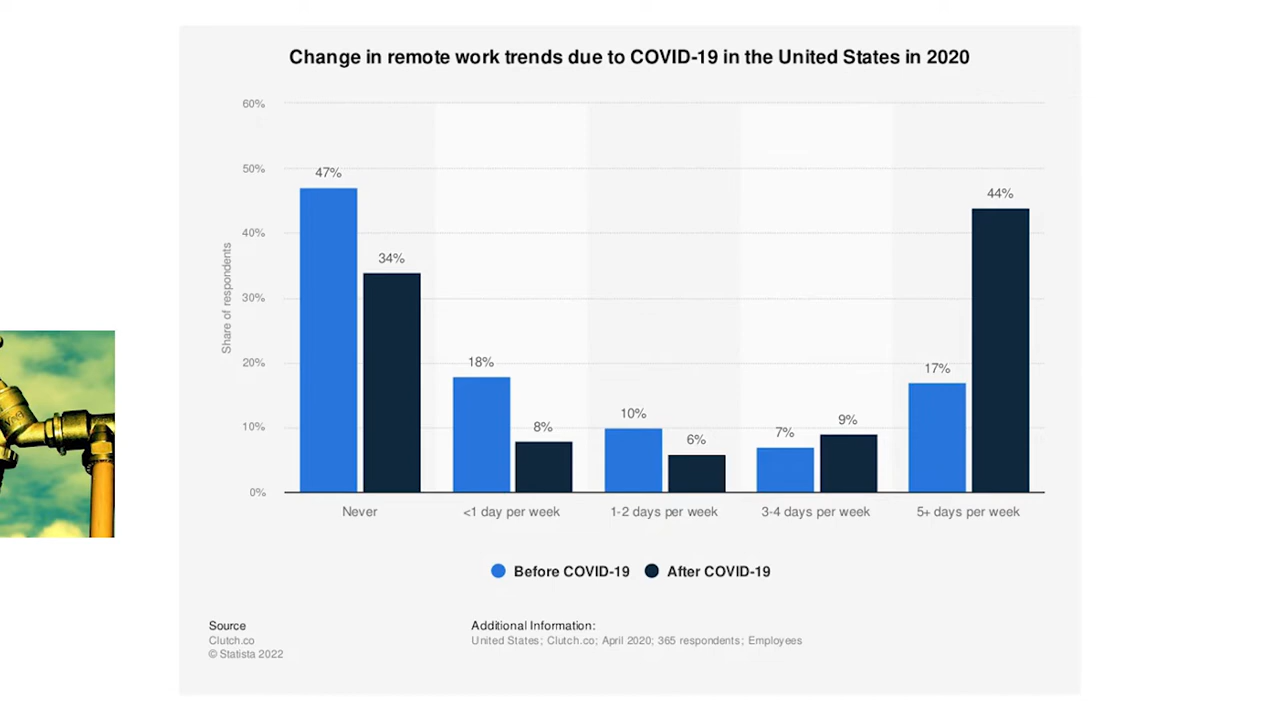 Change in remote work trends due to COVID-19 in the United States in 2020
60%
50%
40%
30%
20%
10%
0%
Share of respondents
47%
34%
18%
8%
10%
6%
7%
9%
17%
44%
Never
<1 day per week
1-2 days per week
3-4 days per week
5+ days per week
Before COVID-19
After COVID-19
Source
Clutch.co
© Statista 2022
Additional Information:
United States; Clutch.co; April 2020; 365 respondents; Employees